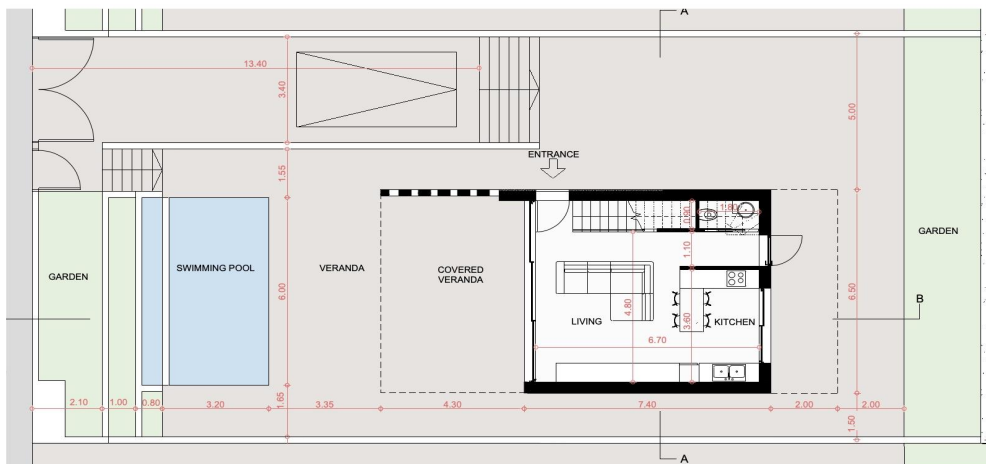 A
13.40
3.40
5.00
1.55
ENTRANCE
0.90
1.80
1.10
GARDEN
GARDEN
SWIMMING POOL
VERANDA
COVERED
VERANDA
6.00
4.80
3.60
6.50
B
LIVING
KITCHEN
6.70
2.10
1.00
0.80
3.20
1.65
3.35
4.30
7.40
2.00
2.00
1.50
A